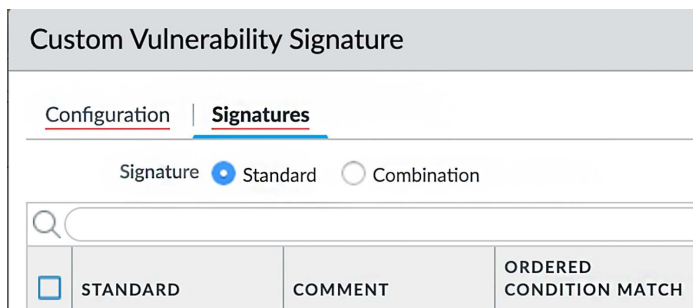 Custom Vulnerability Signature
Configuration | Signatures
Signature Standard Combination
STANDARD COMMENT ORDERED
CONDITION MATCH